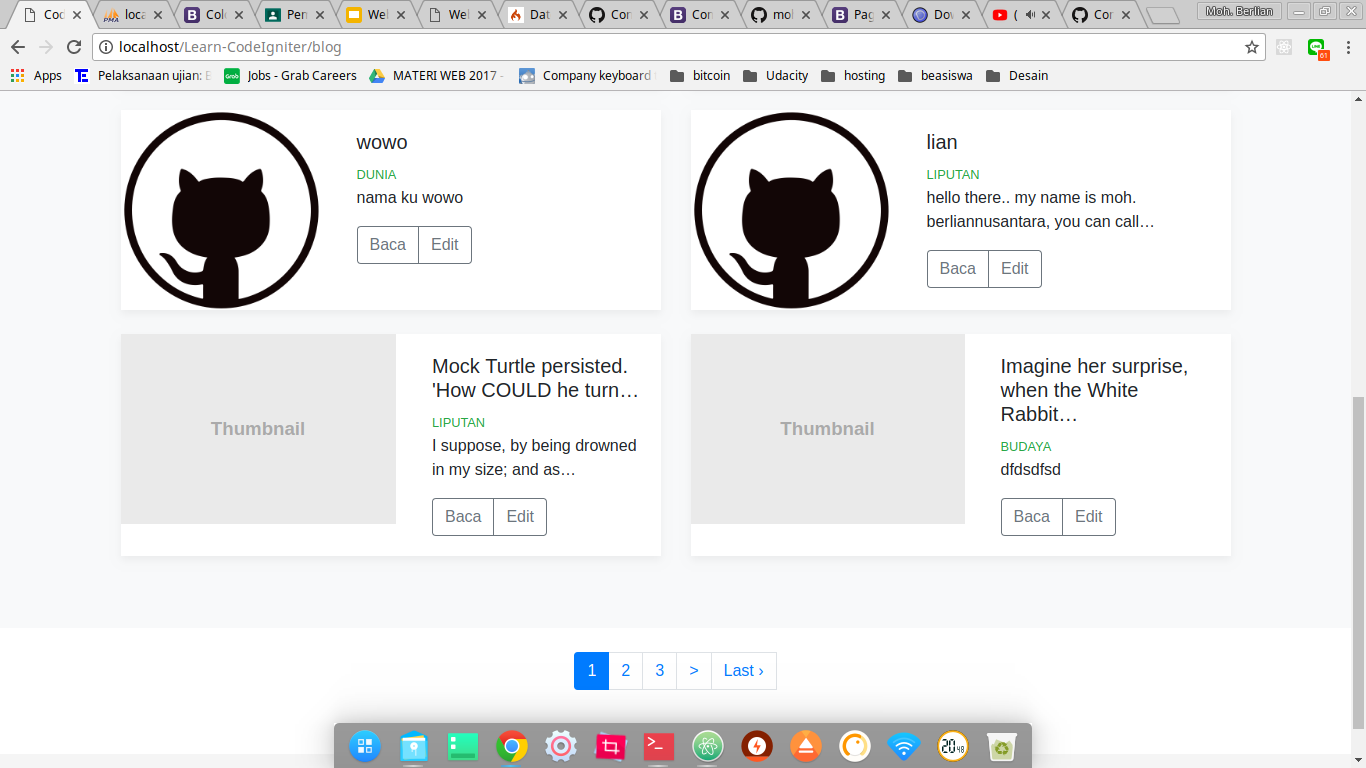 Cod
loca
Colo
Pen
Wel
Wel
Dat
Cor
Cor
mol
Pag
Dov
(
Cor
Moh. Berlian
localhost/Learn-CodeIgniter/blog
61
Apps
Pelaksanaan ujian: B
Jobs - Grab Careers
MATERI WEB 2017 -
Company keyboard
bitcoin
Udacity
hosting
beasiswa
Desain
wowo
DUNIA
nama ku wowo
Baca Edit
lian
LIPUTAN
hello there.. my name is moh.
berliannusantara, you can call…
Baca Edit
Thumbnail
Mock Turtle persisted.
'How COULD he turn…
LIPUTAN
I suppose, by being drowned
in my size; and as…
Baca Edit
Thumbnail
Imagine her surprise,
when the White
Rabbit…
BUDAYA
dfdsdfsd
Baca Edit
1 2 3 > Last ›
20 48